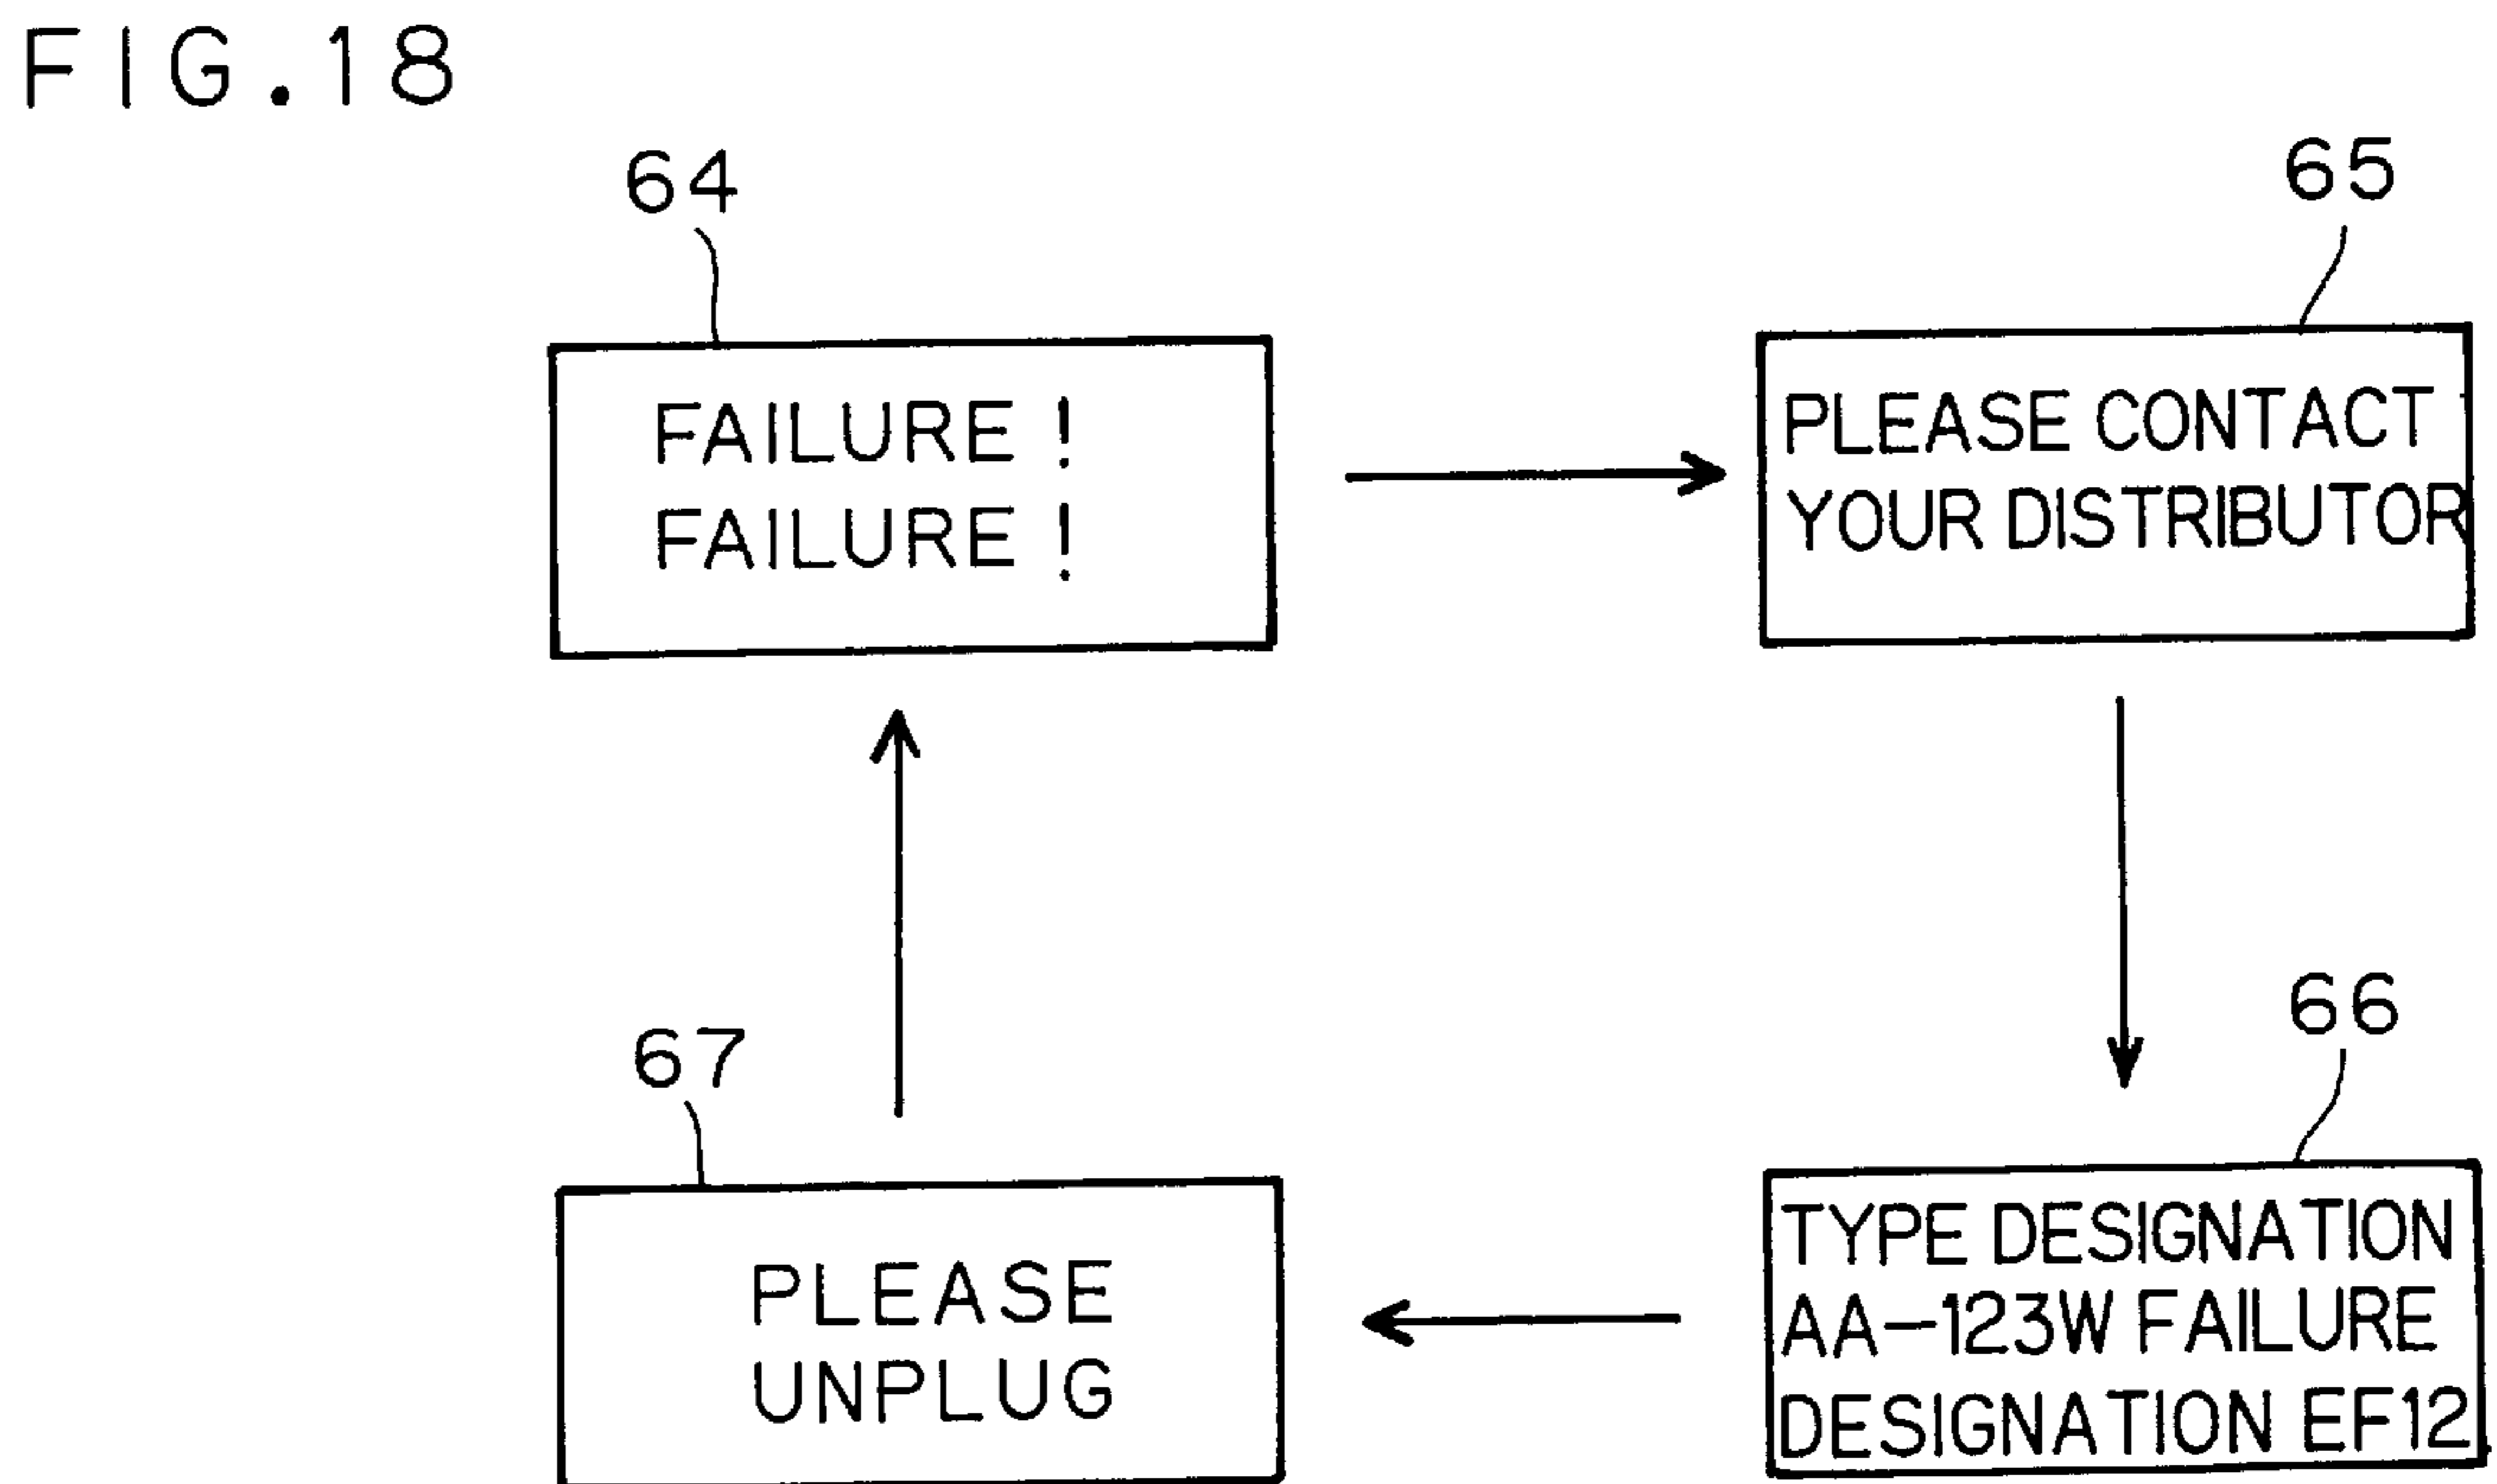 FIG.18
64
65
FAILURE!
FAILURE!
PLEASE CONTACT
YOUR DISTRIBUTOR
67
66
PLEASE
UNPLUG
TYPE DESIGNATION
AA-123W FAILURE
DESIGNATION EF12